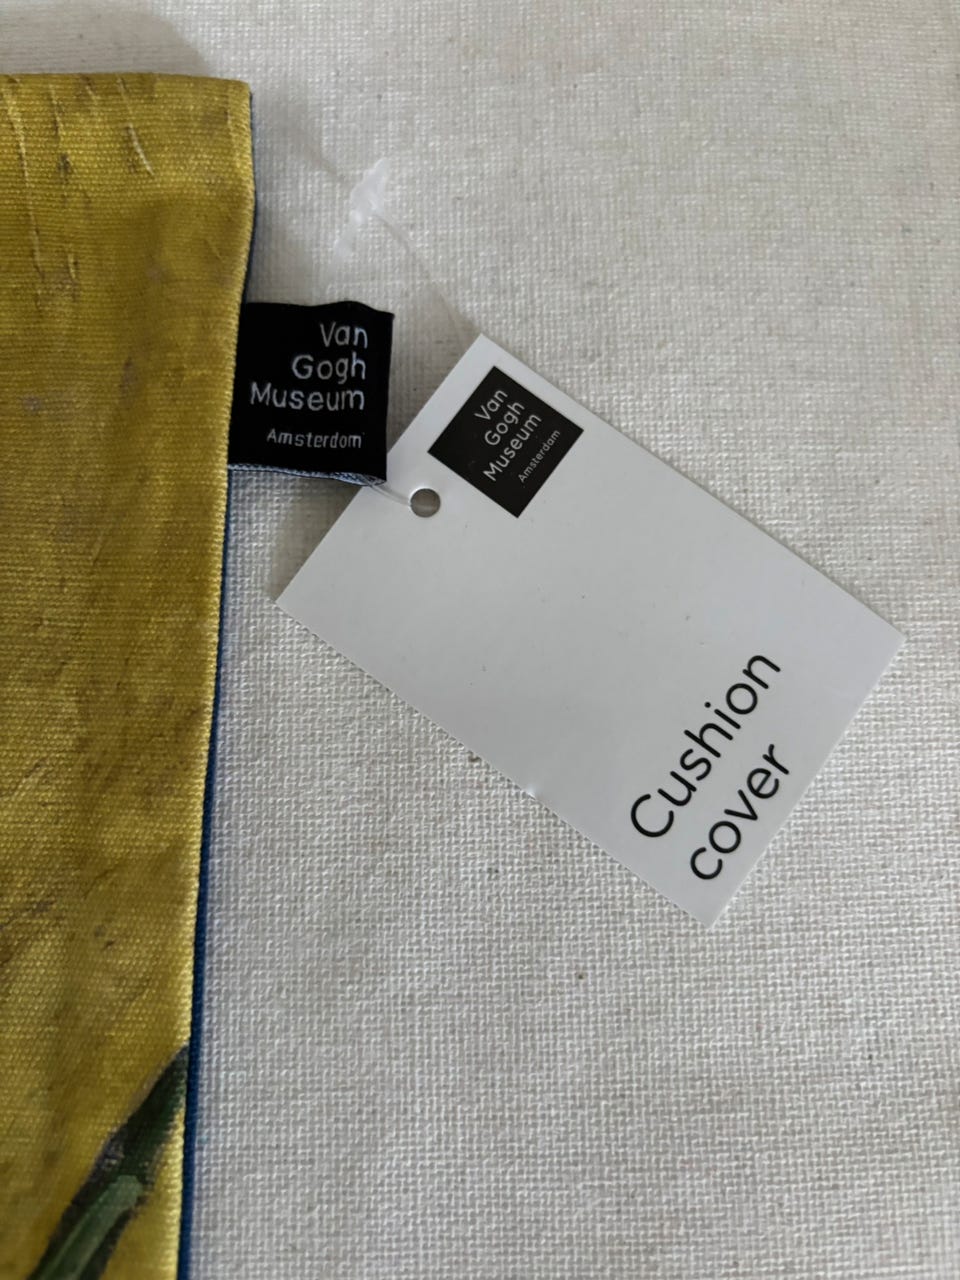 Van
Gogh
Museum
Amsterdam
Van
Gogh
Museum
Amsterdam
Cushion
cover